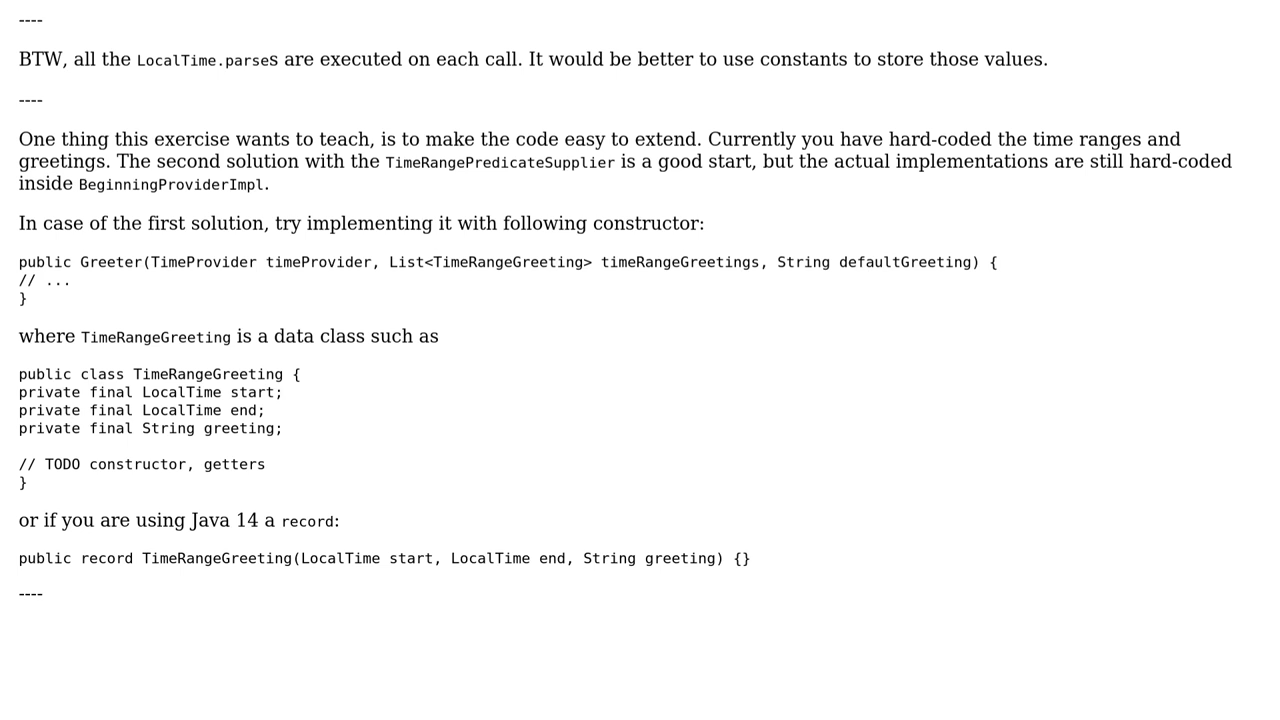 ----
BTW, all the LocalTime.parses are executed on each call. It would be better to use constants to store those values.
----
One thing this exercise wants to teach, is to make the code easy to extend. Currently you have hard-coded the time ranges and
greetings. The second solution with the TimeRangePredicateSupplier is a good start, but the actual implementations are still hard-coded
inside BeginningProviderImpl.
In case of the first solution, try implementing it with following constructor:
public Greeter(TimeProvider timeProvider, List<TimeRangeGreeting> timeRangeGreetings, String defaultGreeting) {
// ...
}
where TimeRangeGreeting is a data class such as
public class TimeRangeGreeting {
private final LocalTime start;
private final LocalTime end;
private final String greeting;
// TODO constructor, getters
}
or if you are using Java 14 a record:
public record TimeRangeGreeting(LocalTime start, LocalTime end, String greeting) {}
----